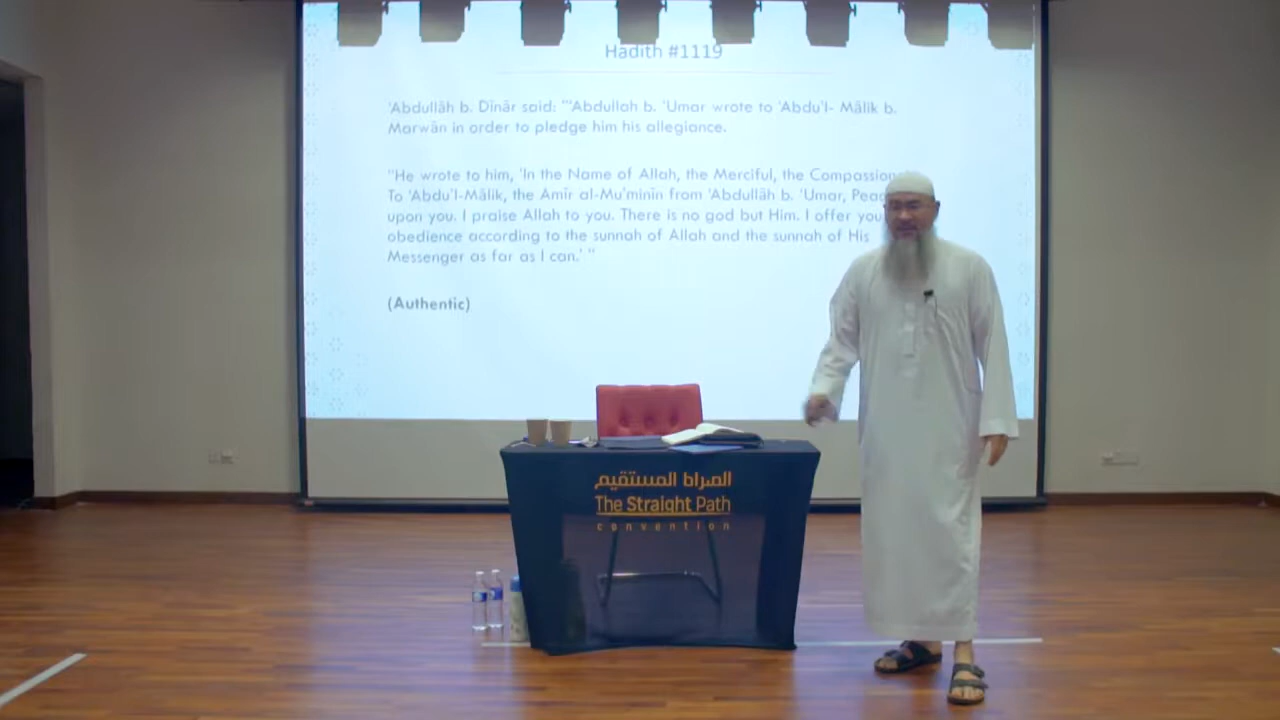 Hadith #1119
'Abdullāh b. Dīnār said: "'Abdullah b. 'Umar wrote to 'Abdu'l- Mālik b.
Marwān in order to pledge him his allegiance.
"He wrote to him, 'In the Name of Allah, the Merciful, the
To 'Abdu'l-Mālik, the Amīr al-Mu'minīn from 'Abdullāh b. 'Umar,
upon you. I praise Allah to you. There is no god but Him. I offer you
obedience according to the sunnah of Allah and the sunnah of His
Messenger as far as I can.' "
(Authentic)
الصراط المستقيم
The Straight Path
convention